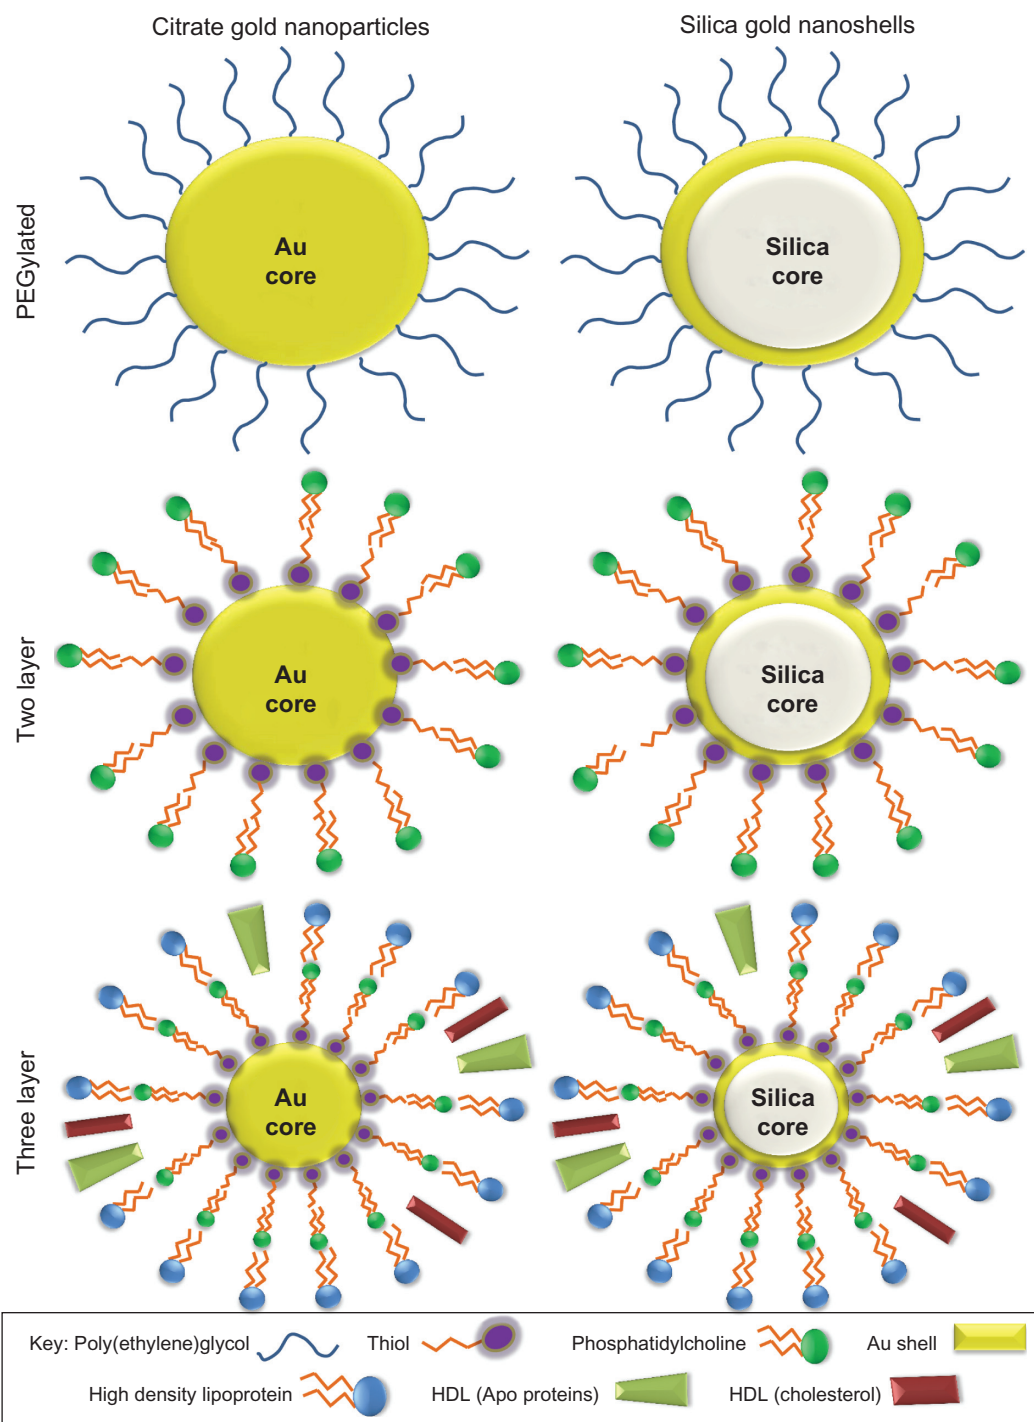 Citrate gold nanoparticles
Silica gold nanoshells
PEGylated
Au
core
Silica
core
Two layer
Au
core
Silica
core
Three layer
Au
core
Silica
core
Key: Poly(ethylene)glycol
Thiol
Phosphatidylcholine
Au shell
High density lipoprotein
HDL (Apo proteins)
HDL (cholesterol)